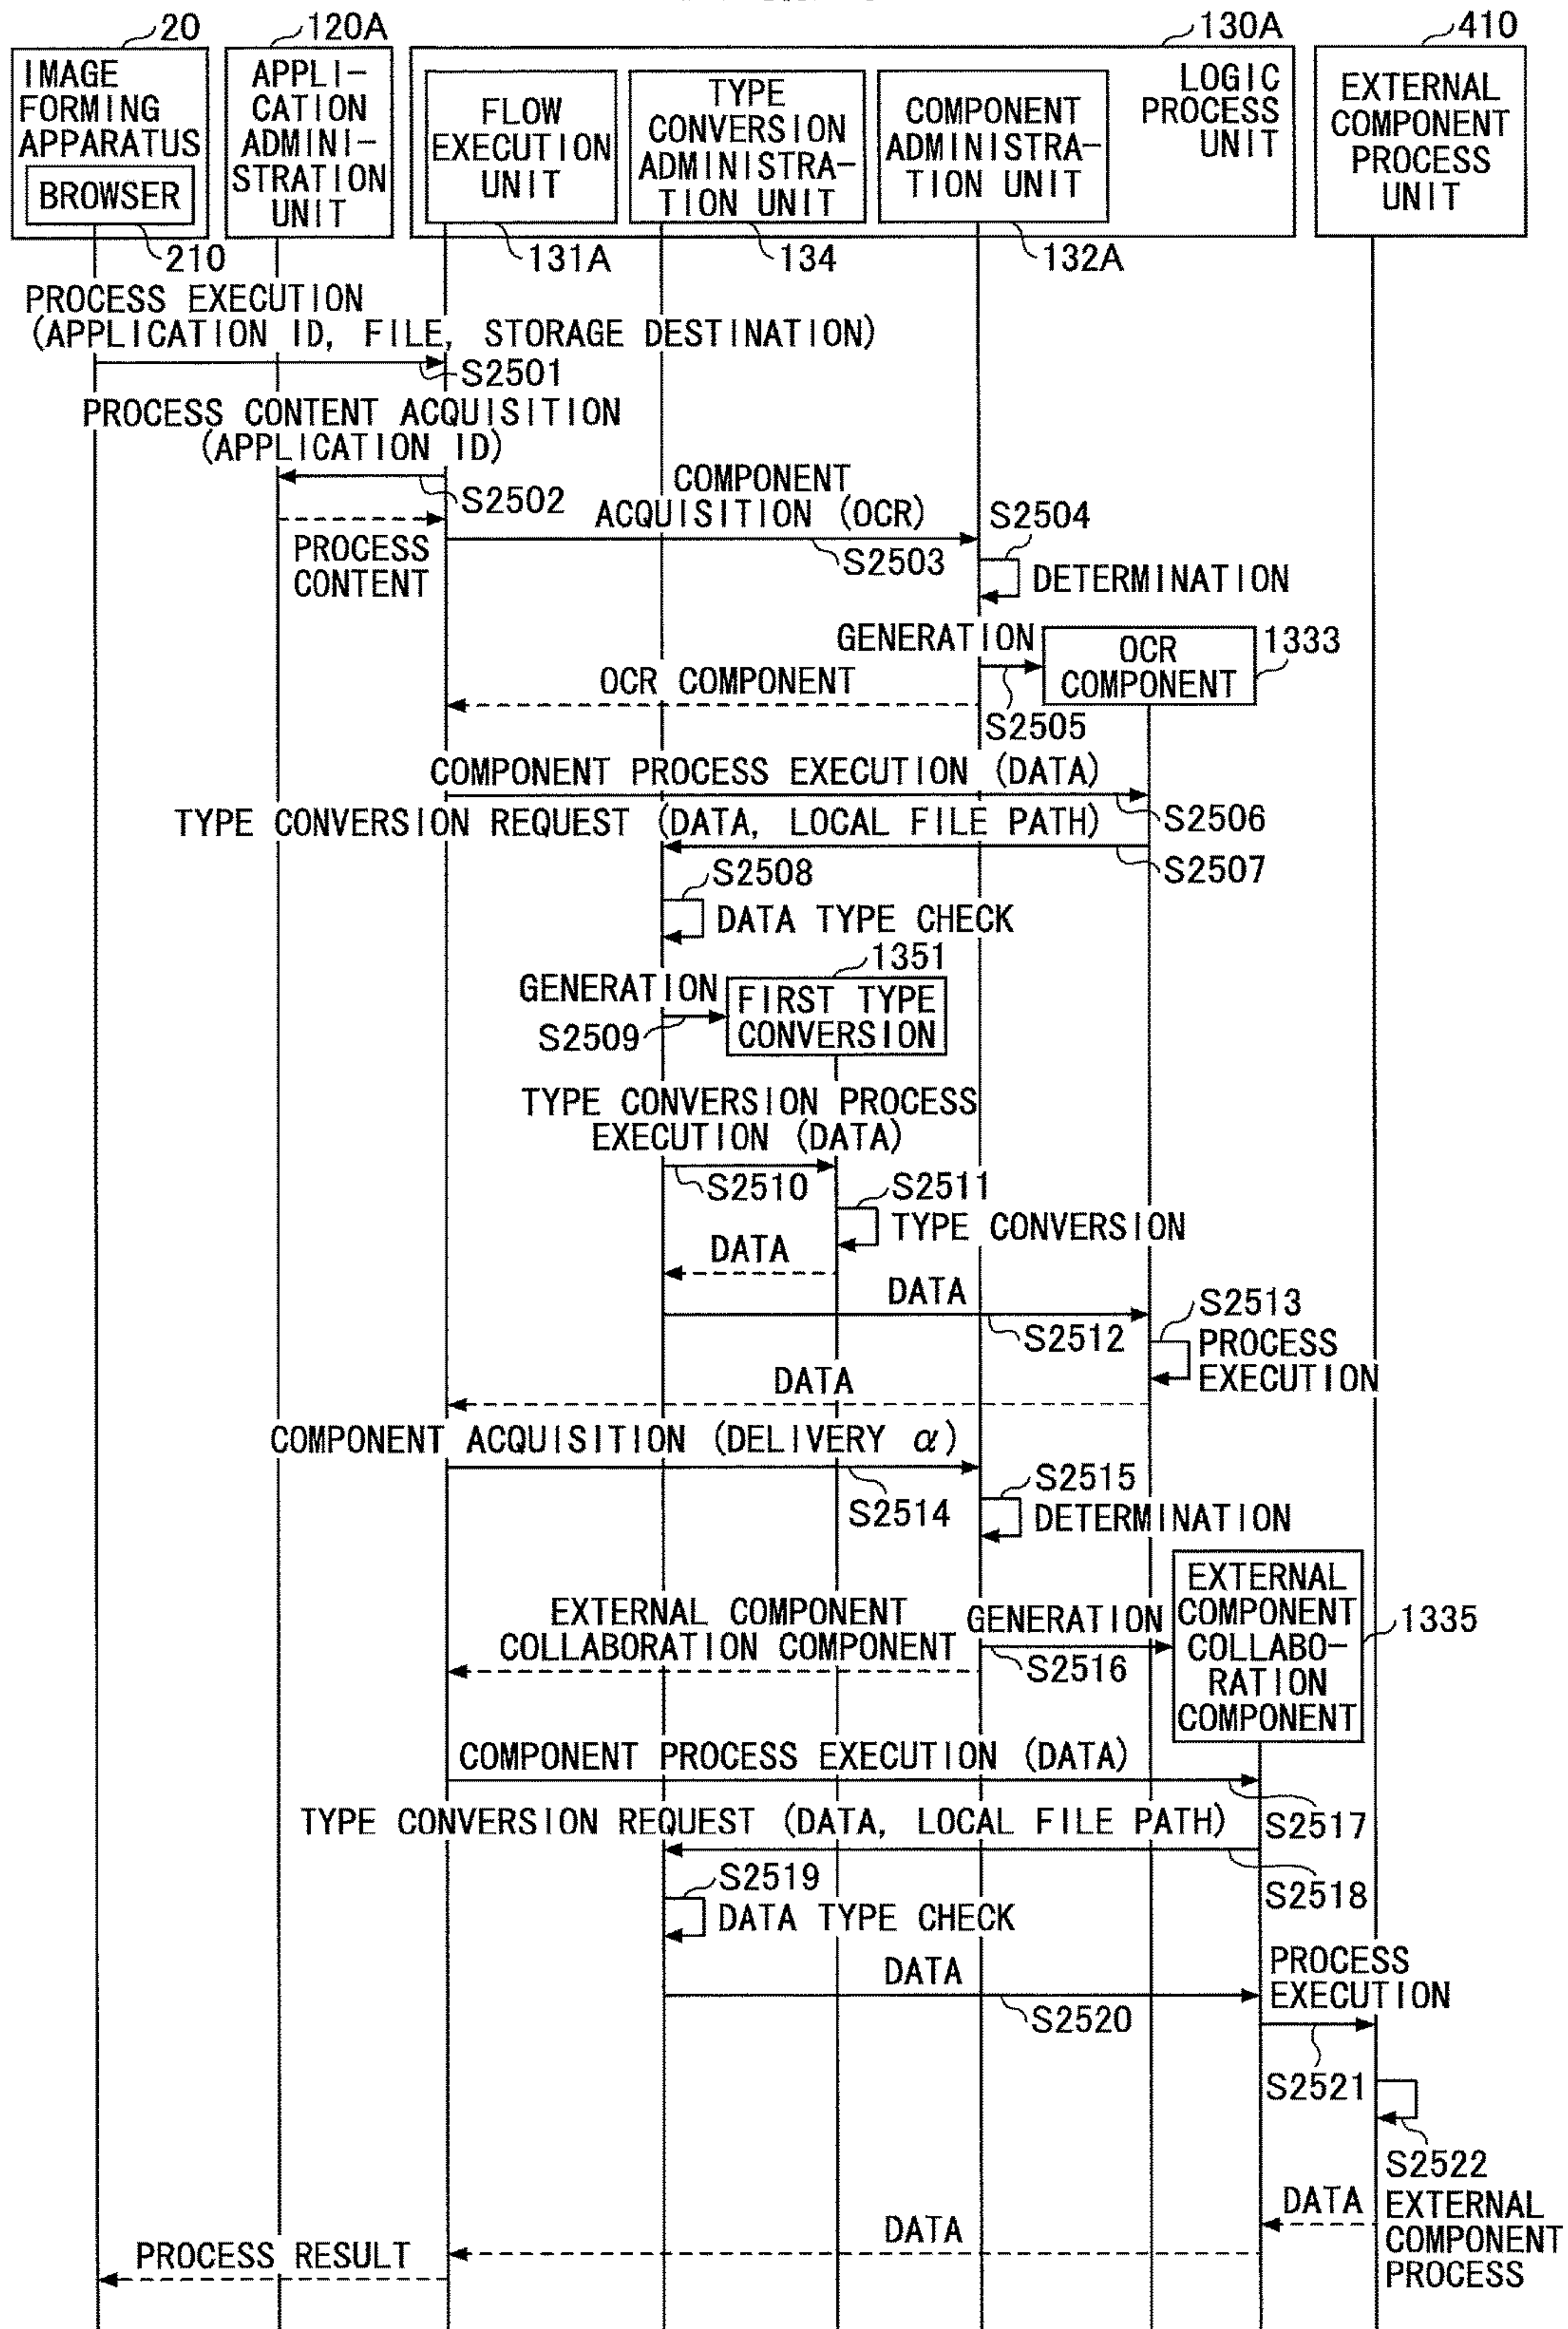 20
120A
130A
410
IMAGE
FORMING
APPARATUS
BROWSER
210
APPLI-
CATION
ADMINI-
STRATION
UNIT
FLOW
EXECUTION
UNIT
131A
TYPE
CONVERSION
ADMINISTRA-
TION UNIT
134
COMPONENT
ADMINISTRA-
TION UNIT
132A
LOGIC
PROCESS
UNIT
EXTERNAL
COMPONENT
PROCESS
UNIT
PROCESS EXECUTION
(APPLICATION ID, FILE, STORAGE DESTINATION)
S2501
PROCESS CONTENT ACQUISITION
(APPLICATION ID)
S2502
PROCESS
CONTENT
COMPONENT
ACQUISITION (OCR)
S2503
S2504
DETERMINATION
GENERATION
OCR
COMPONENT
1333
S2505
OCR COMPONENT
COMPONENT PROCESS EXECUTION (DATA)
S2506
TYPE CONVERSION REQUEST (DATA, LOCAL FILE PATH)
S2507
S2508
DATA TYPE CHECK
1351
GENERATION
FIRST TYPE
CONVERSION
S2509
TYPE CONVERSION PROCESS
EXECUTION (DATA)
S2510
S2511
TYPE CONVERSION
DATA
DATA
S2512
S2513
PROCESS
EXECUTION
DATA
COMPONENT ACQUISITION (DELIVERY α)
S2514
S2515
DETERMINATION
EXTERNAL COMPONENT
COLLABORATION COMPONENT
GENERATION
S2516
EXTERNAL
COMPONENT
COLLABO-
RATION
COMPONENT
1335
COMPONENT PROCESS EXECUTION (DATA)
S2517
TYPE CONVERSION REQUEST (DATA, LOCAL FILE PATH)
S2518
S2519
DATA TYPE CHECK
DATA
S2520
PROCESS
EXECUTION
S2521
S2522
EXTERNAL
COMPONENT
PROCESS
DATA
DATA
PROCESS RESULT